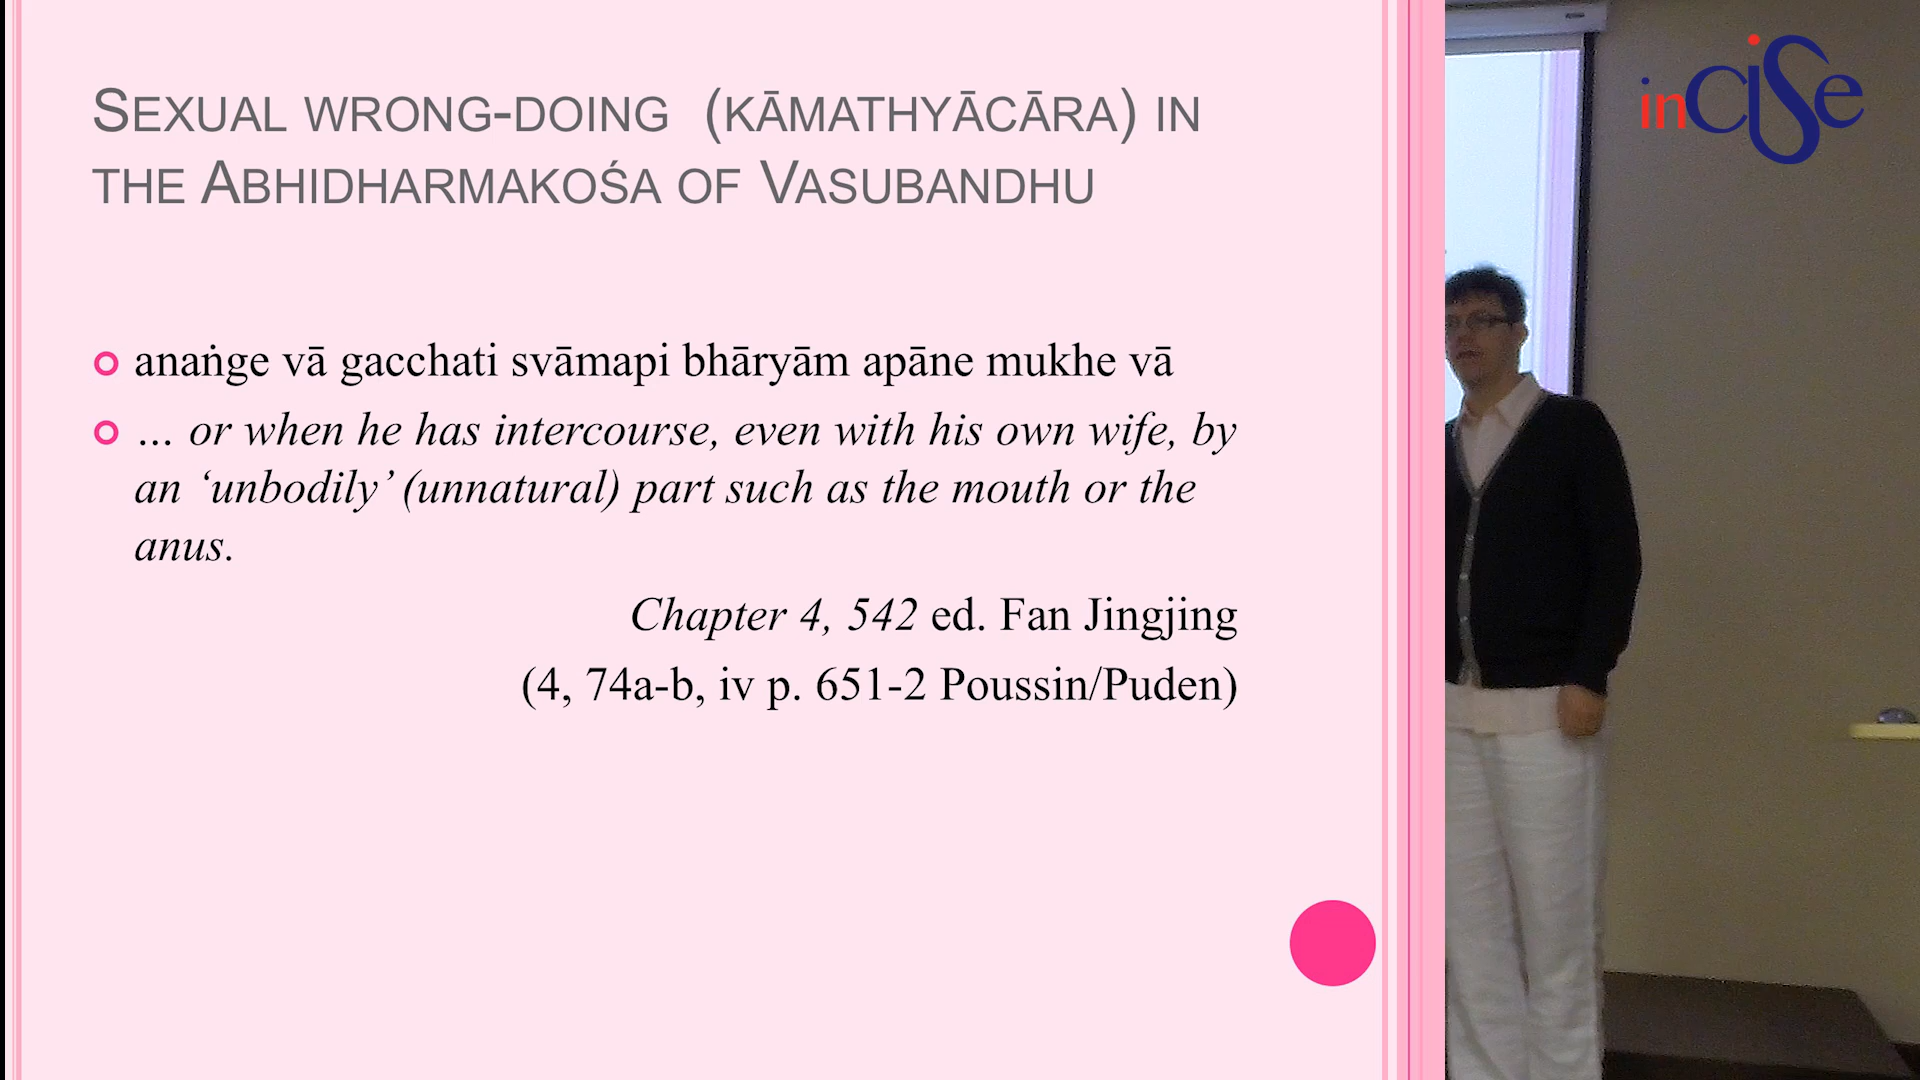 SEXUAL WRONG-DOING (KĀMATHYĀCĀRA) IN
THE ABHIDHARMAKOŚA OF VASUBANDHU
inCiSe
anaṅge vā gacchati svāmapi bhāryām apāne mukhe vā
… or when he has intercourse, even with his own wife, by
an ‘unbodily’ (unnatural) part such as the mouth or the
anus.
Chapter 4, 542 ed. Fan Jingjing
(4, 74a-b, iv p. 651-2 Poussin/Puden)